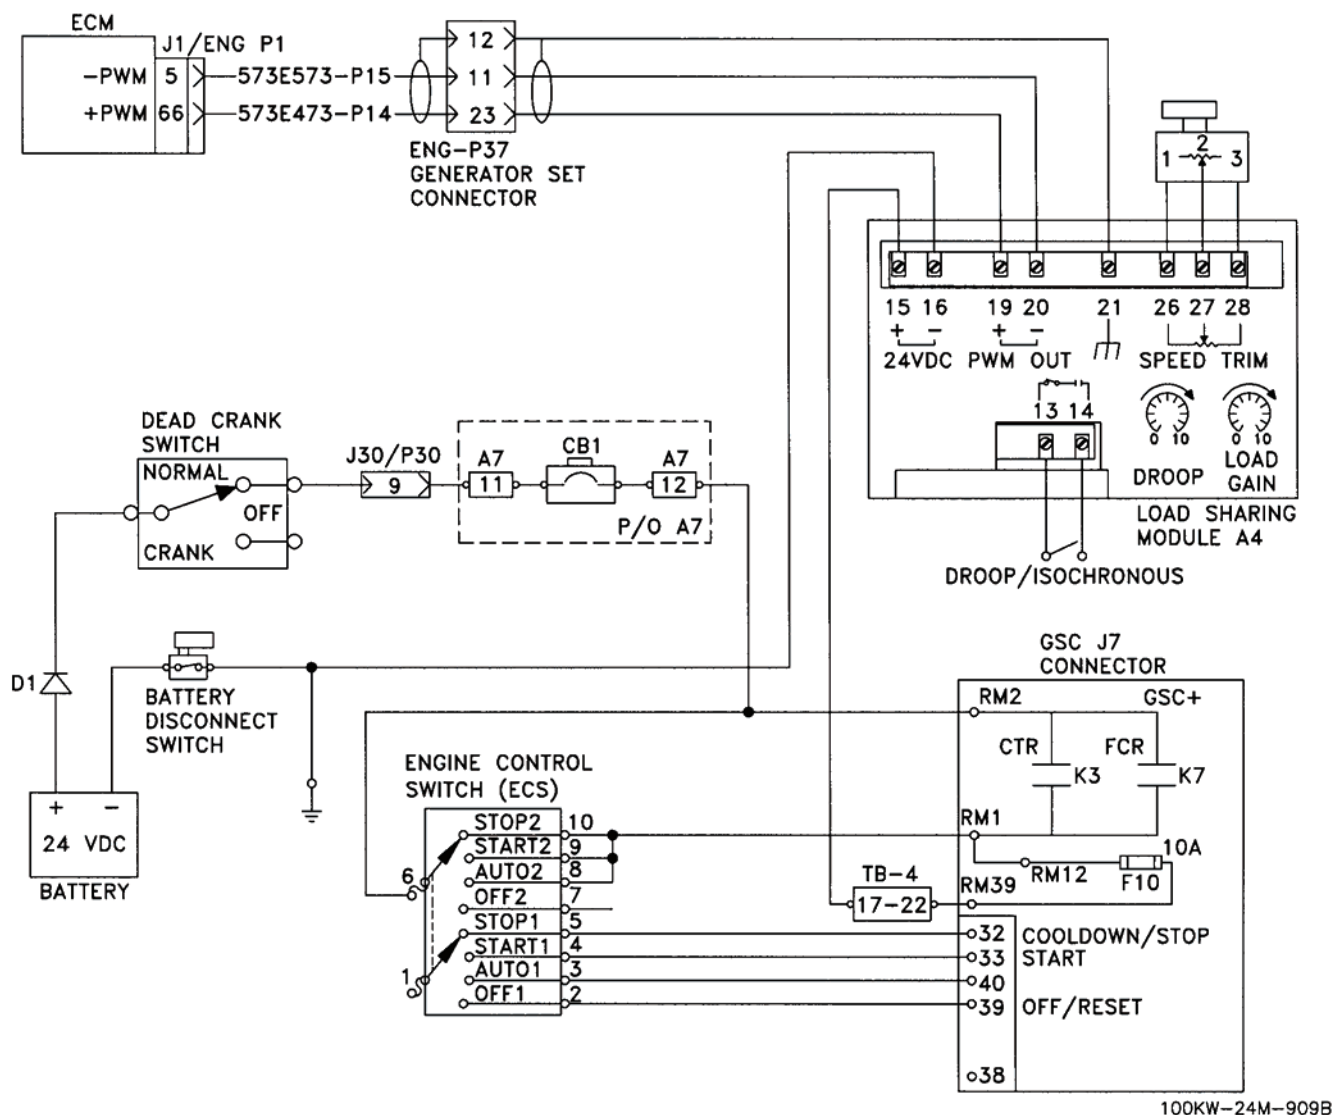 ECM
J1/ENG P1
-PWM 5 573E573-P15
+PWM 66 573E473-P14
12
11
23
ENG-P37
GENERATOR SET
CONNECTOR
1 2 3
15 16 19 20 21 26 27 28
+ - + -
24VDC PWM OUT SPEED TRIM
13 14
0 10 0 10
DROOP
LOAD
GAIN
LOAD SHARING
MODULE A4
DROOP/ISOCHRONOUS
DEAD CRANK
SWITCH
NORMAL
OFF
CRANK
J30/P30
9
A7
11
CB1
A7
12
P/O A7
D1
BATTERY
DISCONNECT
SWITCH
+ -
24 VDC
BATTERY
ENGINE CONTROL
SWITCH (ECS)
STOP2 10
START2 9
AUTO2 8
OFF2 7
STOP1 5
START1 4
AUTO1 3
OFF1 2
6
1
TB-4
17-22
GSC J7
CONNECTOR
RM2 GSC+
CTR FCR
K3 K7
RM1
10A
RM12 F10
RM39
32 COOLDOWN/STOP
33 START
40
39 OFF/RESET
38
100KW-24M-909B